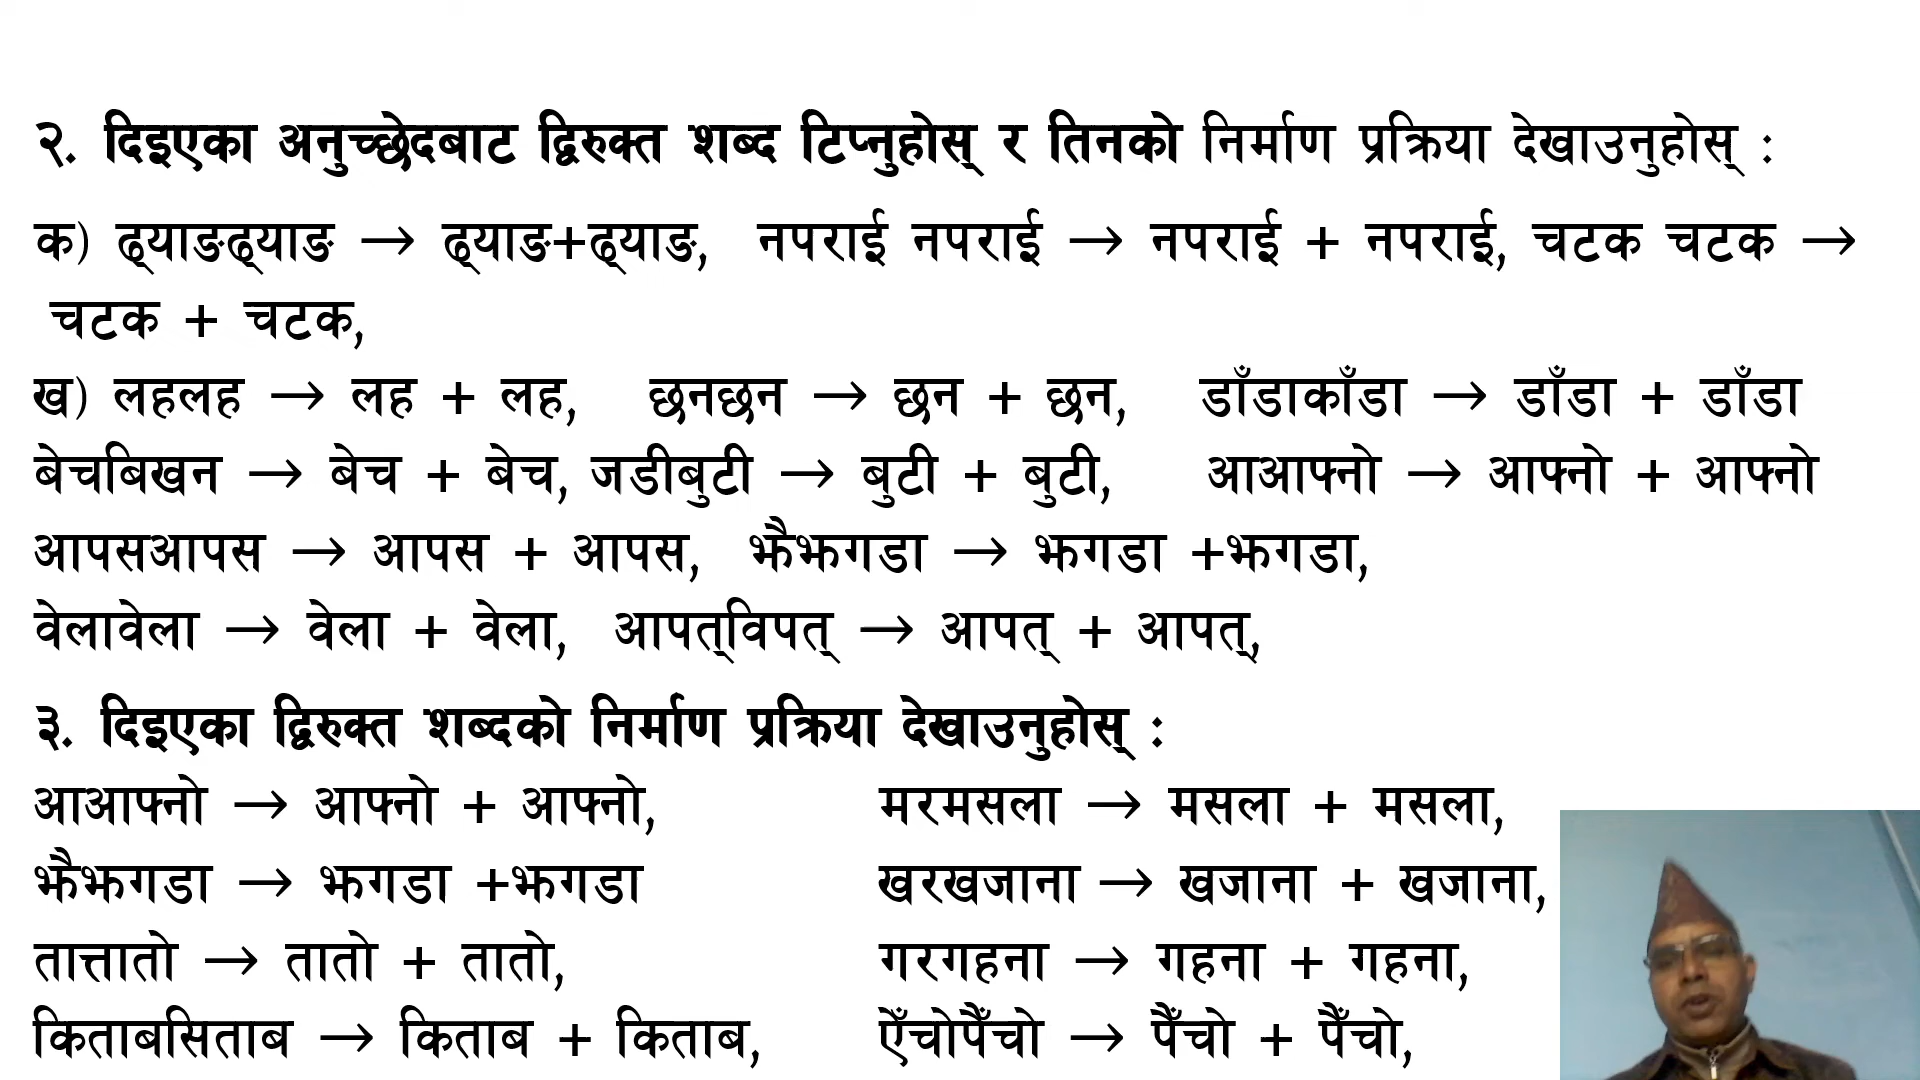 २. दिइएका अनुच्छेदबाट द्विरुक्त शब्द टिप्नुहोस् र तिनको निर्माण प्रक्रिया देखाउनुहोस् :
क) ढ्याङढ्याङ → ढ्याङ+ढ्याङ, नपराई नपराई → नपराई + नपराई, चटक चटक →
चटक + चटक,
ख) लहलह → लह + लह, छनछन → छन + छन, डाँडाकाँडा → डाँडा + डाँडा
बेचबिखन → बेच + बेच, जडीबुटी → बुटी + बुटी, आआफ्नो → आफ्नो + आफ्नो
आपसआपस → आपस + आपस, झैझगडा → झगडा +झगडा,
वेलावेला → वेला + वेला, आपत्‌विपत् → आपत् + आपत्,
३. दिइएका द्विरुक्त शब्दको निर्माण प्रक्रिया देखाउनुहोस् :
आआफ्नो → आफ्नो + आफ्नो, मरमसला → मसला + मसला,
झैझगडा → झगडा +झगडा खरखजाना → खजाना + खजाना,
तात्तातो → तातो + तातो, गरगहना → गहना + गहना,
किताबसिताब → किताब + किताब, ऐँचोपैँचो → पैँचो + पैँचो,